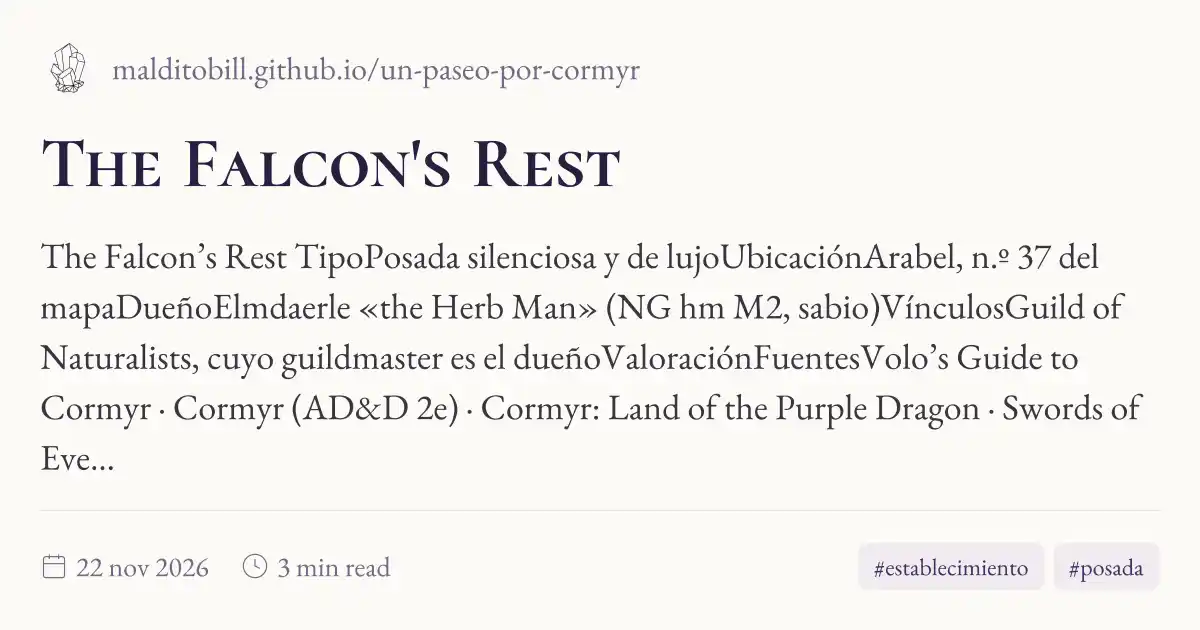 malditobill.github.io/un-paseo-por-cormyr
The Falcon's Rest
The Falcon’s Rest TipoPosada silenciosa y de lujoUbicaciónArabel, n.º 37 del
mapaDueñoElmdaerle «the Herb Man» (NG hm M2, sabio)VínculosGuild of
Naturalists, cuyo guildmaster es el dueñoValoraciónFuentesVolo’s Guide to
Cormyr · Cormyr (AD&D 2e) · Cormyr: Land of the Purple Dragon · Swords of
Eve...
22 nov 2026
3 min read
#establecimiento
#posada